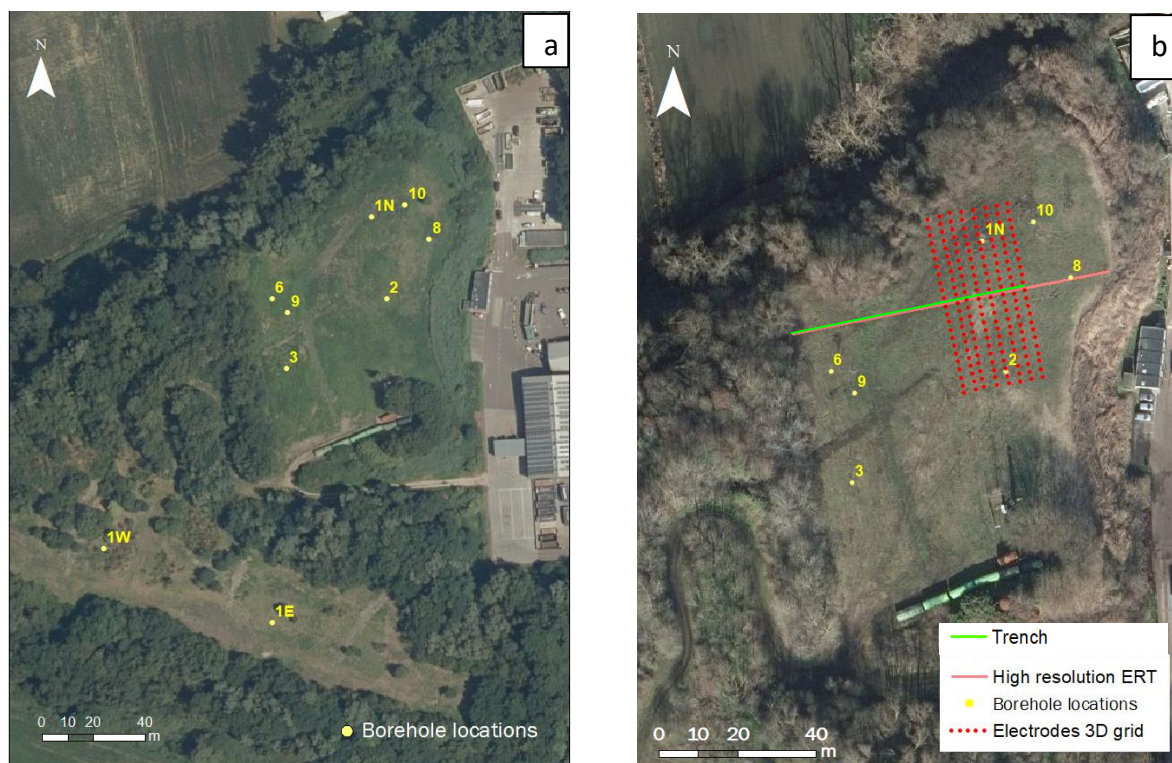 N
a
1N
10
8
6
9
2
3
1W
1E
0 10 20 40
m
Borehole locations
N
b
10
1N
8
6
9
2
3
Trench
High resolution ERT
Borehole locations
Electrodes 3D grid
0 10 20 40
m